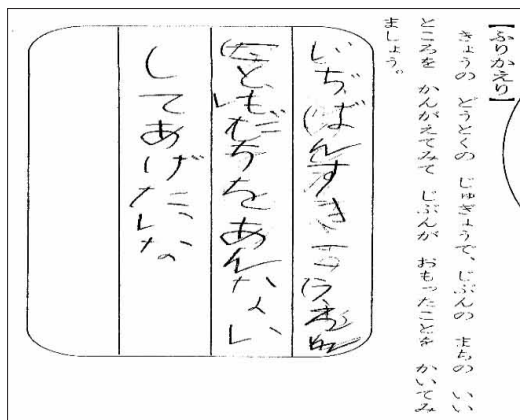 【ふりかえり】
きょうの どうとくの じゅぎょうで、じぶんの まちの いい
ところを かんがえてみて じぶんが おもったことを かいてみ
ましょう。
いぢばんすき
ともだちをあんない
してあげたいな